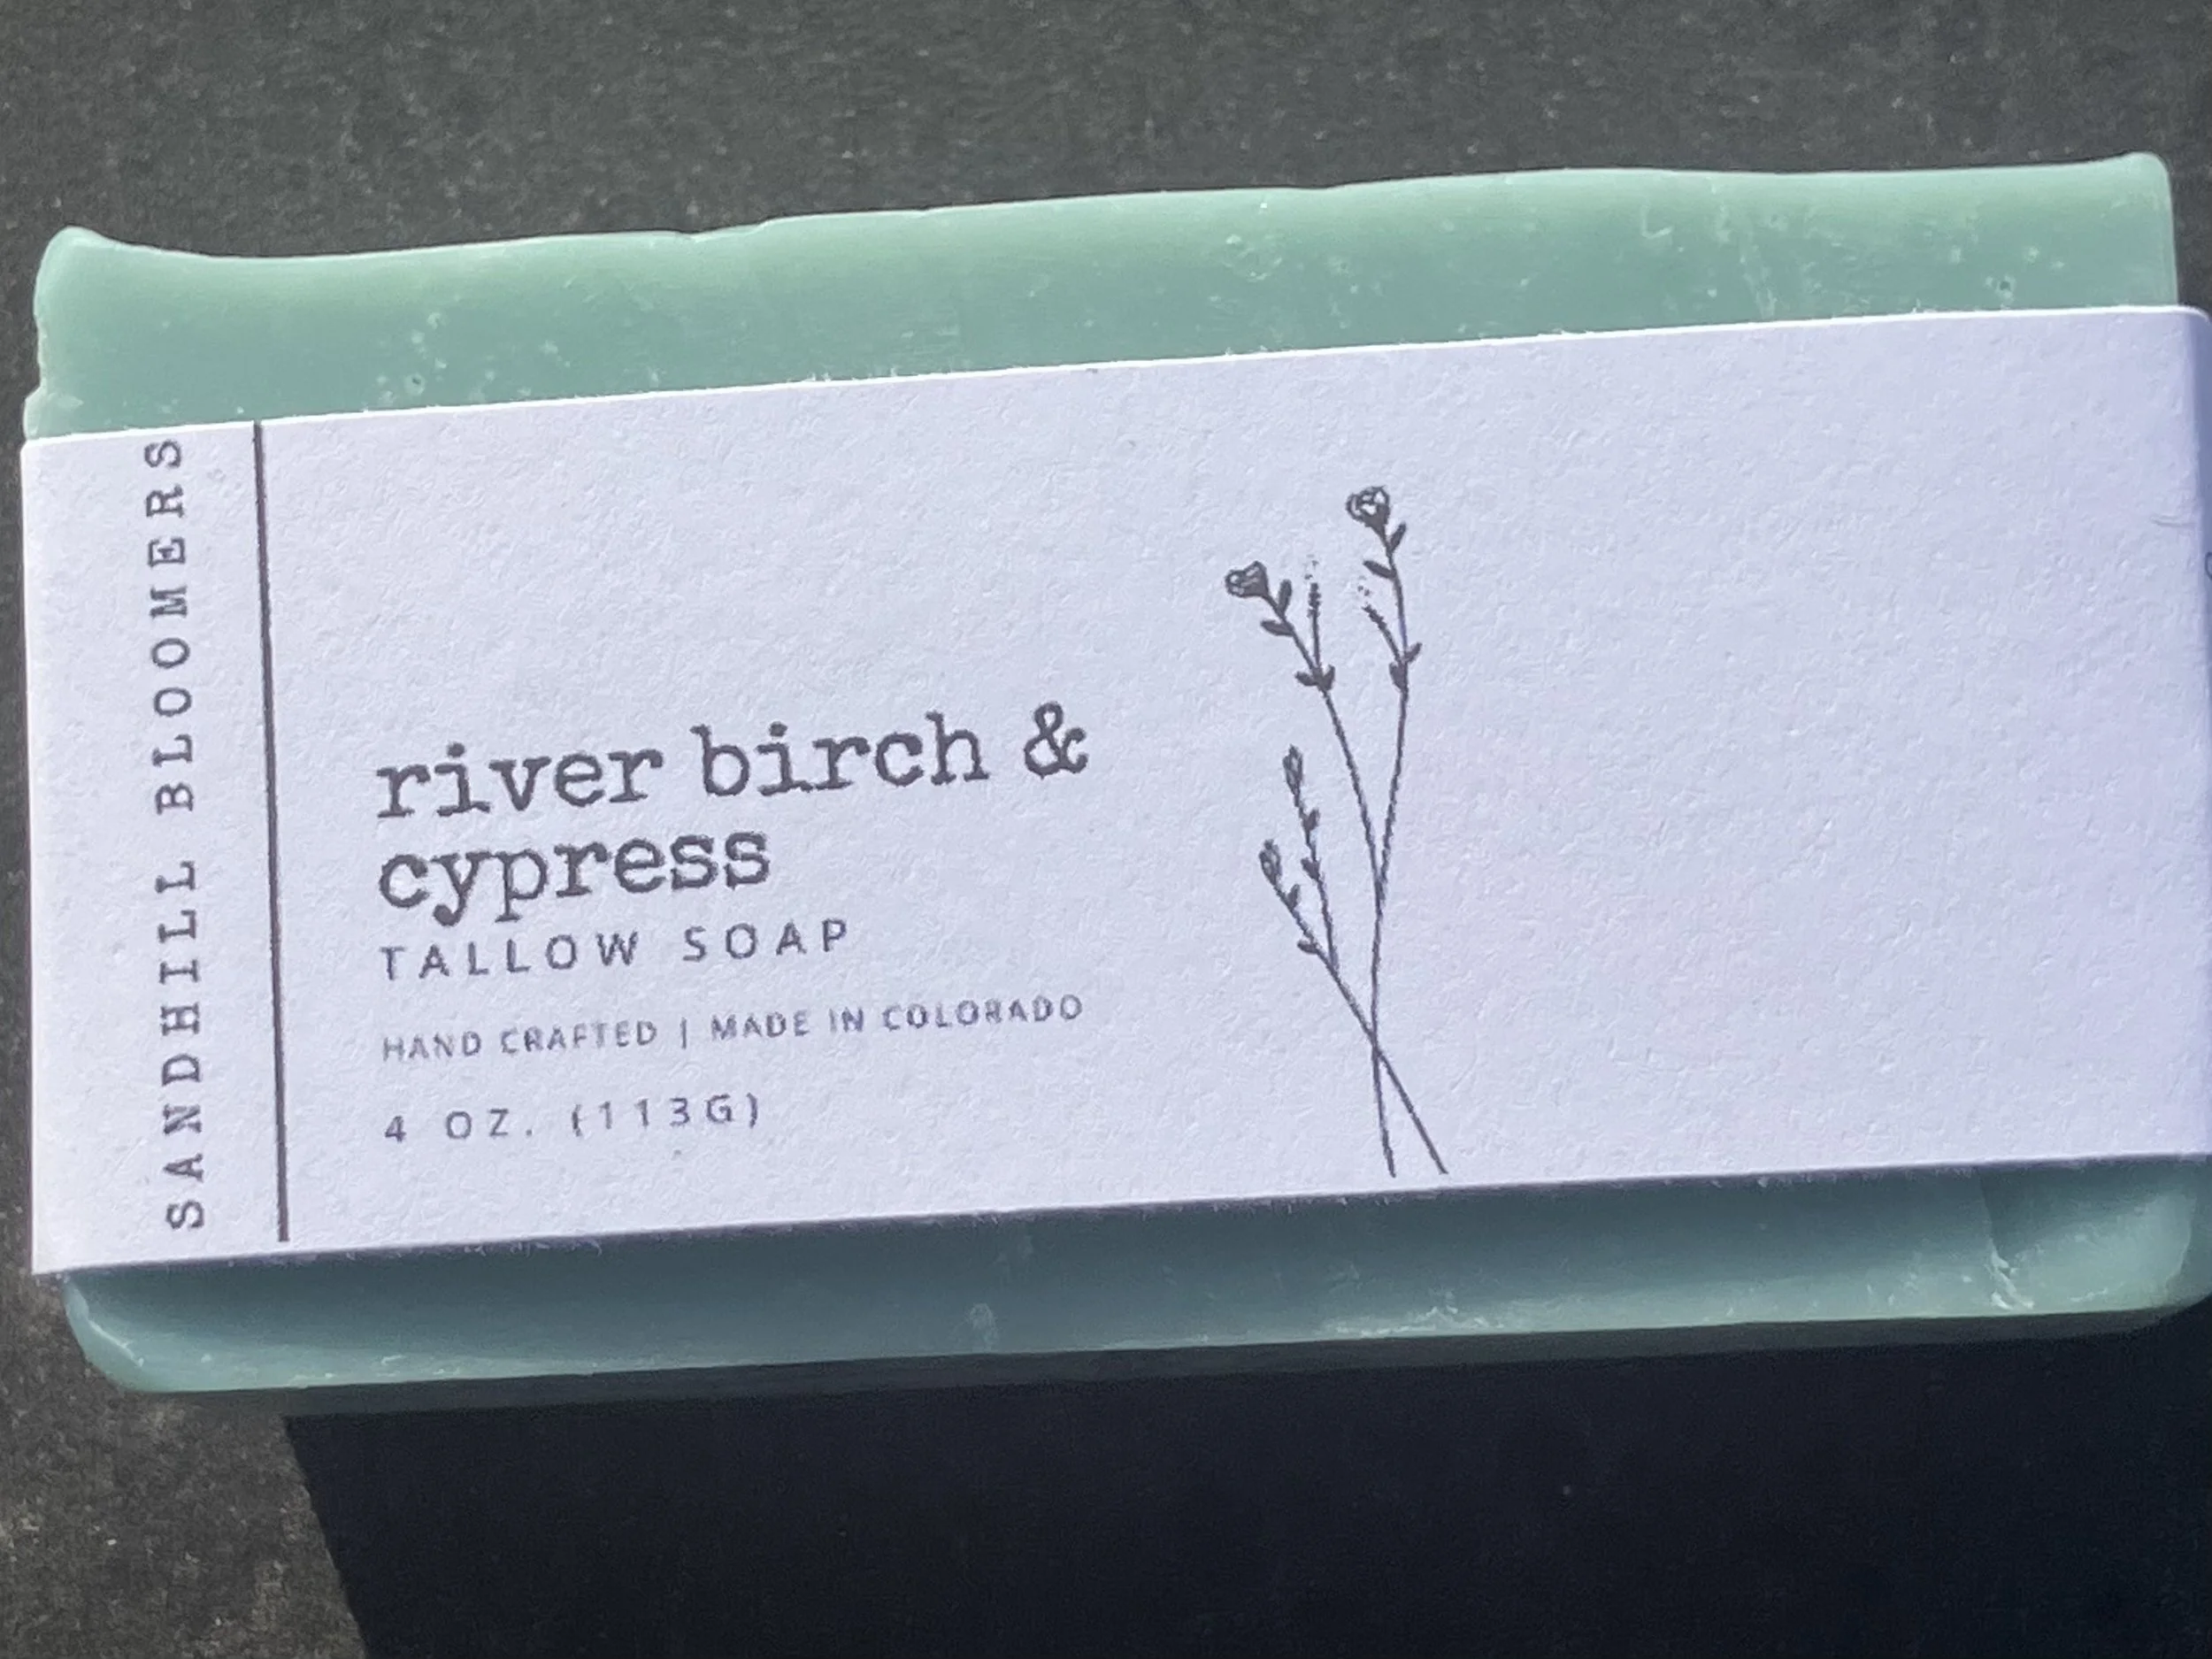 SANDHILL BLOOMERS
river birch &
cypress
TALLOW SOAP
HAND CRAFTED | MADE IN COLORADO
4 OZ. (113G)